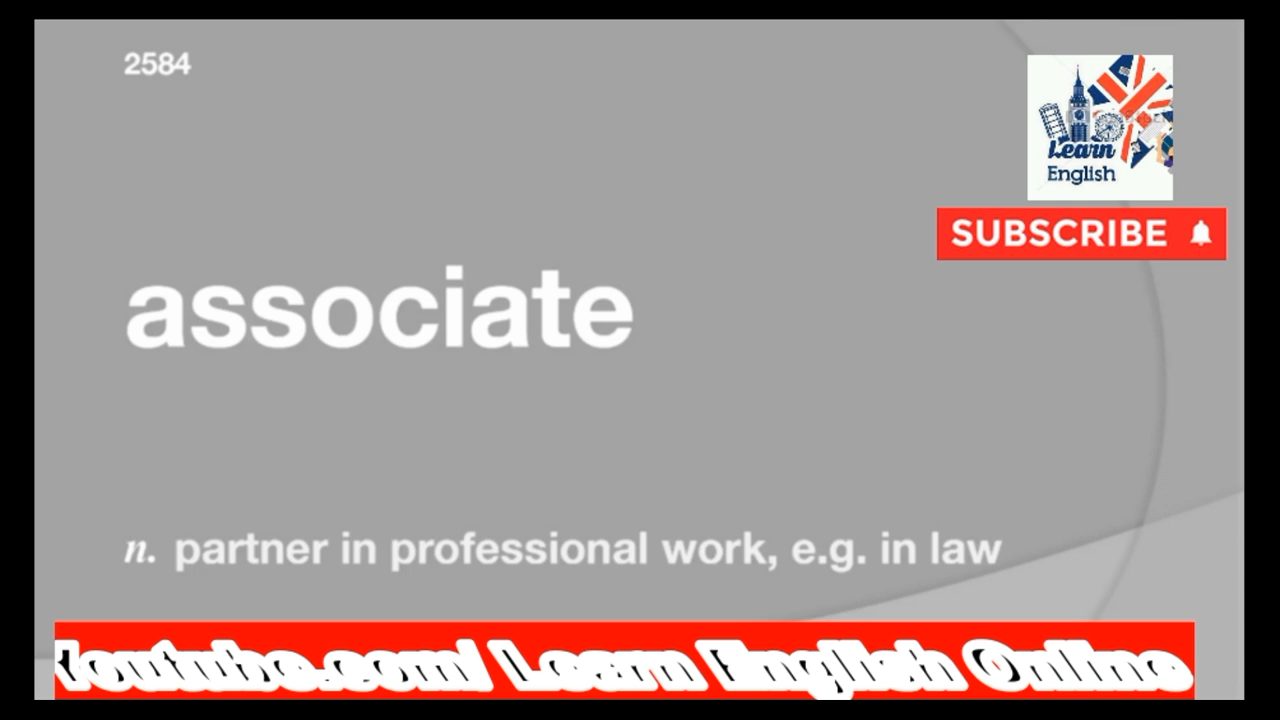 2584
Learn
English
SUBSCRIBE
associate
n. partner in professional work, e.g. in law
Youtube.com/ Learn English Online